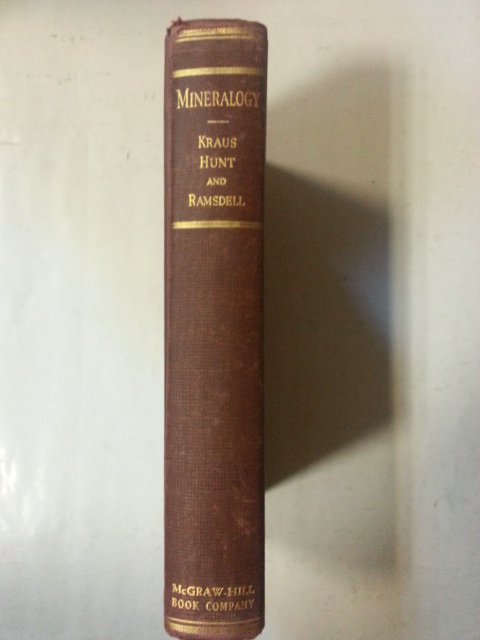 MINERALOGY
KRAUS
HUNT
AND
RAMSDELL
McGRAW-HILL
BOOK COMPANY